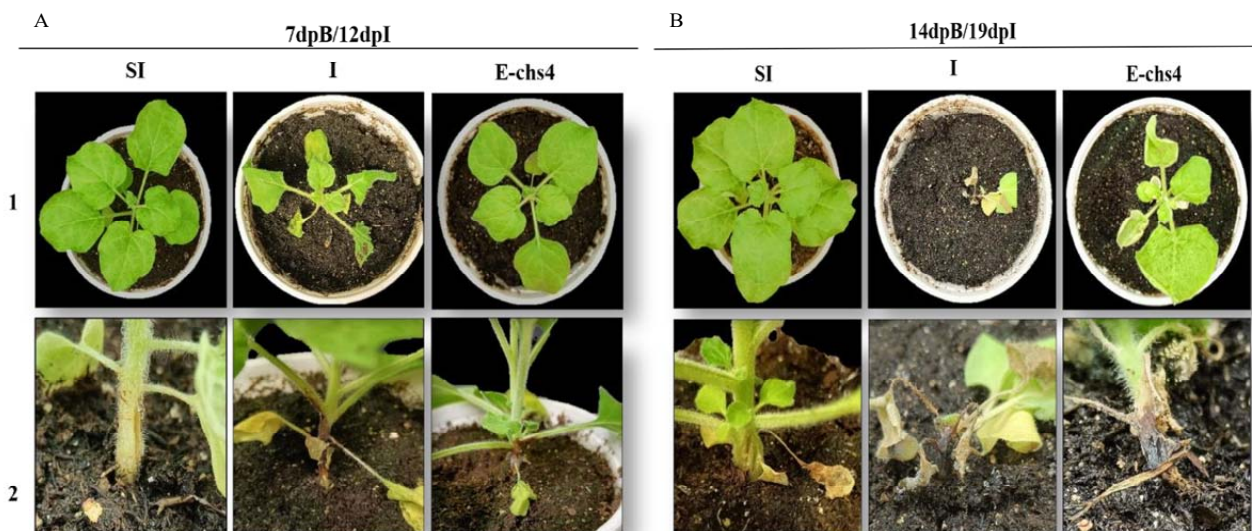 A
7dpB/12dpI
SI I E-chs4
1
2
B
14dpB/19dpI
SI I E-chs4